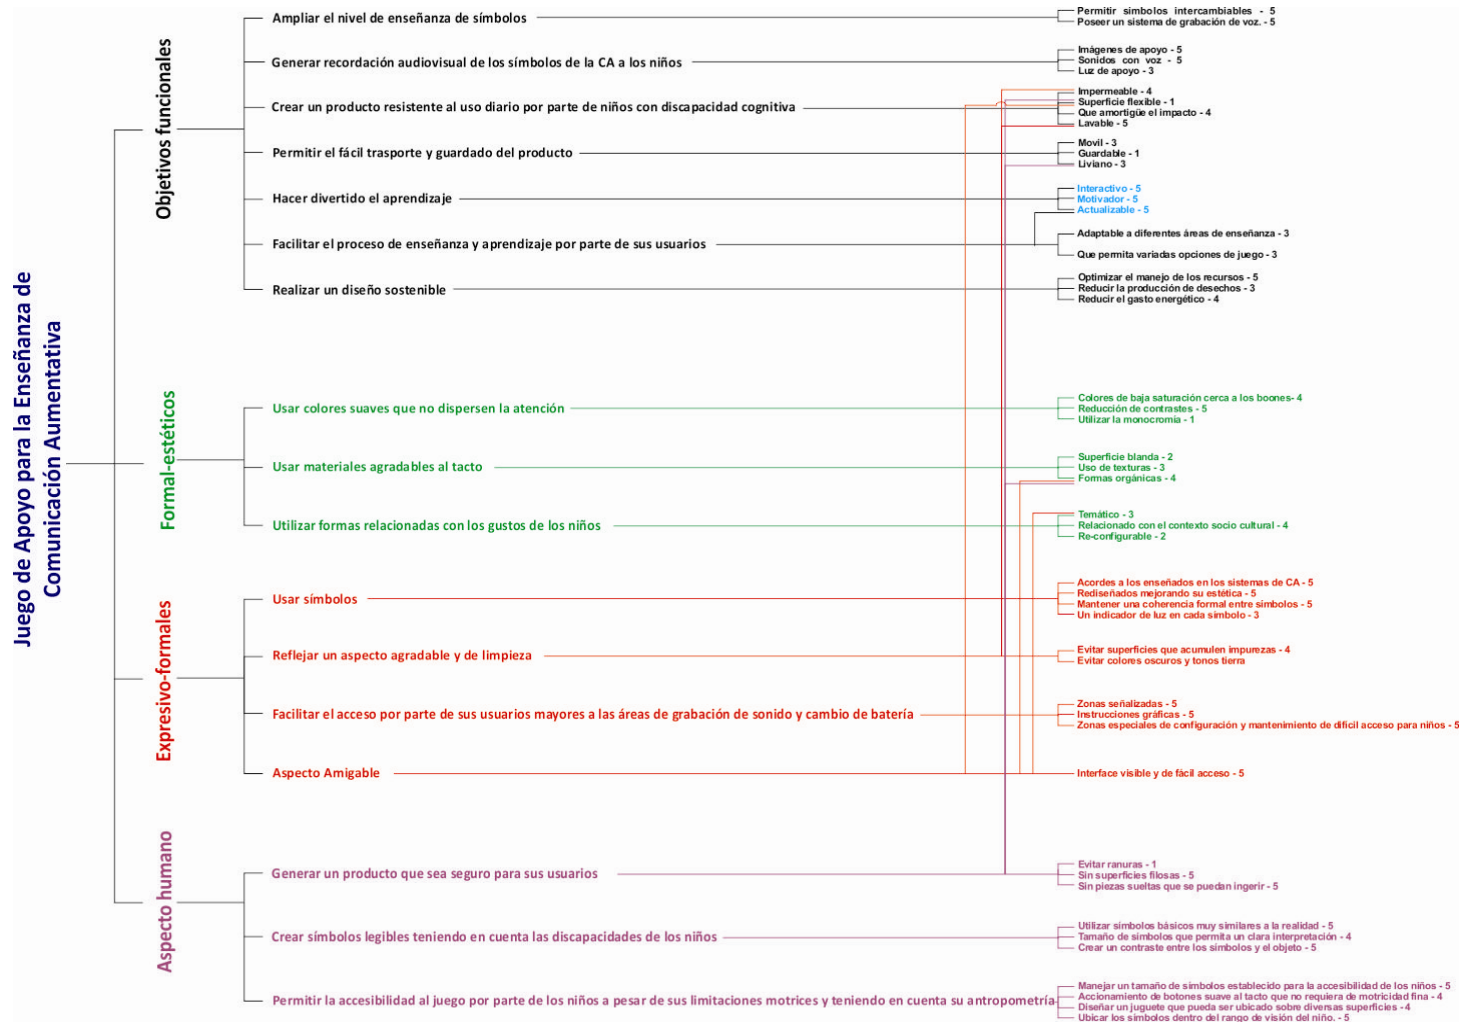 Juego de Apoyo para la Enseñanza de
Comunicación Aumentativa
Objetivos funcionales
Ampliar el nivel de enseñanza de símbolos
Permitir simbolos intercambiables - 5
Poseer un sistema de grabación de voz. - 5
Generar recordación audiovisual de los símbolos de la CA a los niños
Imágenes de apoyo - 5
Sonidos con voz - 5
Luz de apoyo - 3
Crear un producto resistente al uso diario por parte de niños con discapacidad cognitiva
Impermeable - 4
Superficie flexible - 1
Que amortigüe el impacto - 4
Lavable - 5
Permitir el fácil trasporte y guardado del producto
Movil - 3
Guardable - 1
Liviano - 3
Hacer divertido el aprendizaje
Interactivo - 5
Motivador - 5
Actualizable - 5
Facilitar el proceso de enseñanza y aprendizaje por parte de sus usuarios
Adaptable a diferentes áreas de enseñanza - 3
Que permita variadas opciones de juego - 3
Realizar un diseño sostenible
Optimizar el manejo de los recursos - 5
Reducir la producción de desechos - 3
Reducir el gasto energético - 4
Formal-estéticos
Usar colores suaves que no dispersen la atención
Colores de baja saturación cerca a los boones- 4
Reducción de contrastes - 5
Utilizar la monocromía - 1
Usar materiales agradables al tacto
Superficie blanda - 2
Uso de texturas - 3
Formas orgánicas - 4
Utilizar formas relacionadas con los gustos de los niños
Temático - 3
Relacionado con el contexto socio cultural - 4
Re-configurable - 2
Expresivo-formales
Usar símbolos
Acordes a los enseñados en los sistemas de CA - 5
Rediseñados mejorando su estética - 5
Mantener una coherencia formal entre símbolos - 5
Un indicador de luz en cada símbolo - 3
Reflejar un aspecto agradable y de limpieza
Evitar superficies que acumulen impurezas - 4
Evitar colores oscuros y tonos tierra
Facilitar el acceso por parte de sus usuarios mayores a las áreas de grabación de sonido y cambio de batería
Zonas señalizadas - 5
Instrucciones gráficas - 5
Zonas especiales de configuración y mantenimiento de dificil acceso para niños - 5
Aspecto Amigable
Interface visible y de fácil acceso - 5
Aspecto humano
Generar un producto que sea seguro para sus usuarios
Evitar ranuras - 1
Sin superficies filosas - 5
Sin piezas sueltas que se puedan ingerir - 5
Crear símbolos legibles teniendo en cuenta las discapacidades de los niños
Utilizar símbolos básicos muy similares a la realidad - 5
Tamaño de símbolos que permita un clara interpretación - 4
Crear un contraste entre los símbolos y el objeto - 5
Permitir la accesibilidad al juego por parte de los niños a pesar de sus limitaciones motrices y teniendo en cuenta su antropometría
Manejar un tamaño de símbolos establecido para la accesibilidad de los niños - 5
Accionamiento de botones suave al tacto que no requiera de motricidad fina - 4
Diseñar un juguete que pueda ser ubicado sobre diversas superficies - 4
Ubicar los símbolos dentro del rango de visión del niño. - 5